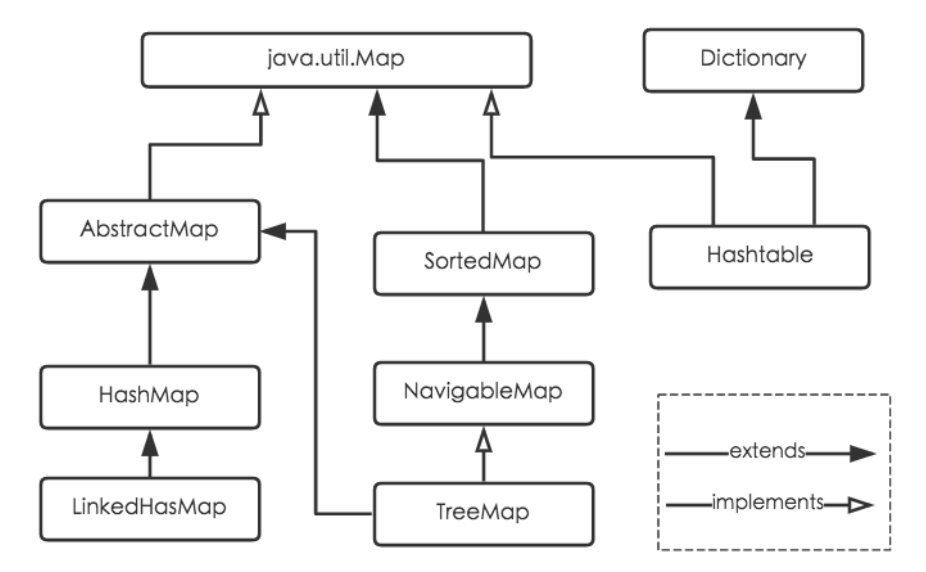 java.util.Map
Dictionary
AbstractMap
SortedMap
Hashtable
HashMap
NavigableMap
LinkedHasMap
TreeMap
extends
implements